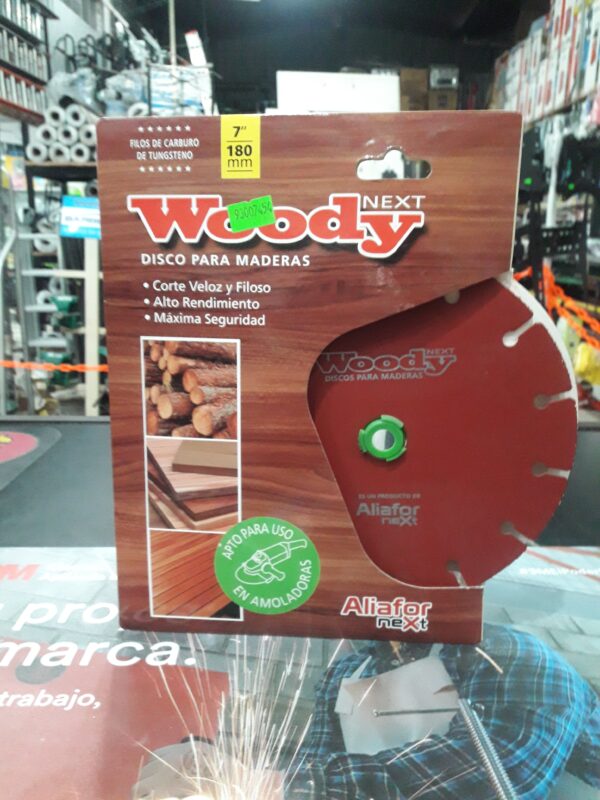 ★★★★★★
FILOS DE CARBURO
DE TUNGSTENO
★★★★★★
7"
180
mm
Woody NEXT
DISCO PARA MADERAS
• Corte Veloz y Filoso
• Alto Rendimiento
• Máxima Seguridad
Woody NEXT
DISCOS PARA MADERAS
ES UN PRODUCTO DE
Aliafor
next
APTO PARA USO
EN AMOLADORAS
Aliafor
next
marca.
trabajo,